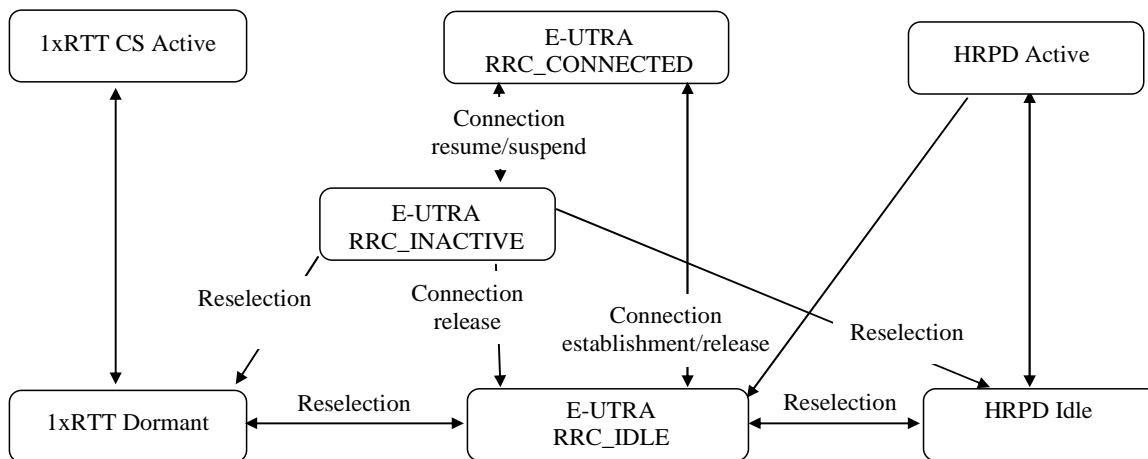 1xRTT CS Active
E-UTRA
RRC_CONNECTED
HRPD Active
Connection
resume/suspend
E-UTRA
RRC_INACTIVE
Reselection
Connection
release
Connection
establishment/release
Reselection
1xRTT Dormant
Reselection
E-UTRA
RRC_IDLE
Reselection
HRPD Idle